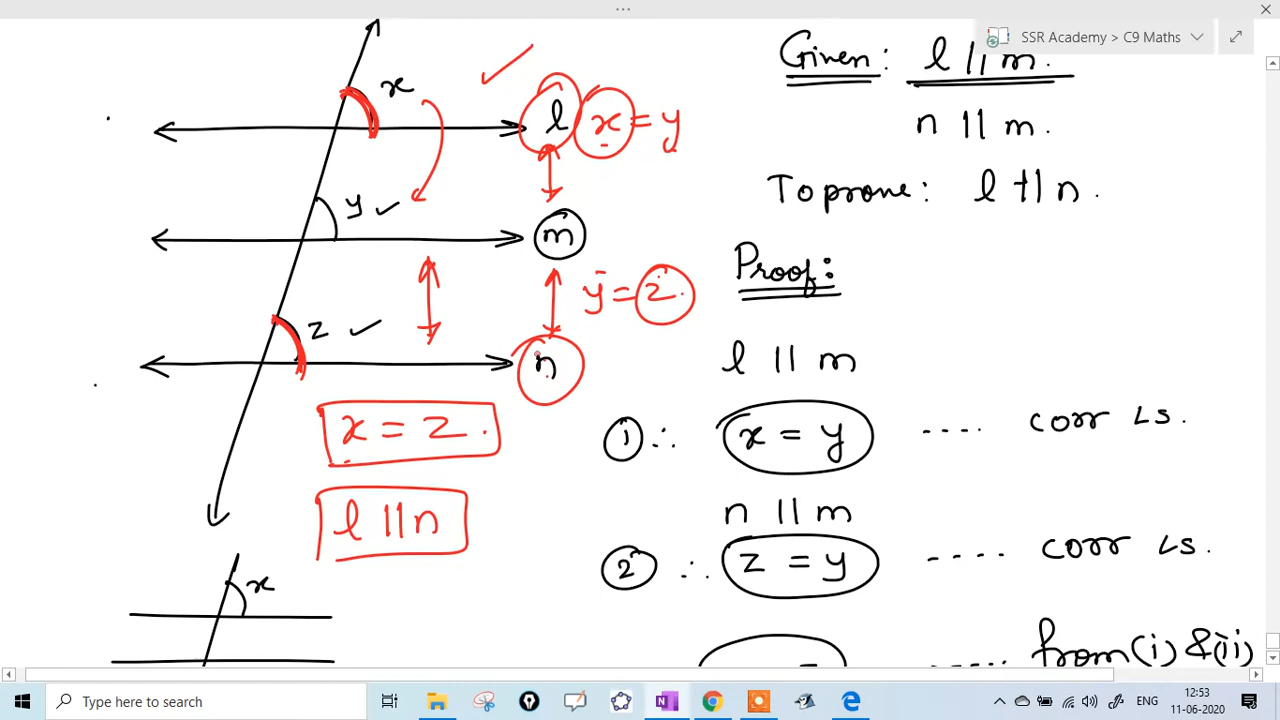 SSR Academy > C9 Maths
x
l x = y
y
m
y = z
z
n
x = z.
l || n
x
Given: l || m.
n || m.
To prove: l || n.
Proof:
l || m
① ∴ x = y .... corr ∠s.
n || m
② ∴ z = y .... corr ∠s.
..... from (i) & (ii)
Type here to search
ENG
12:53
11-06-2020